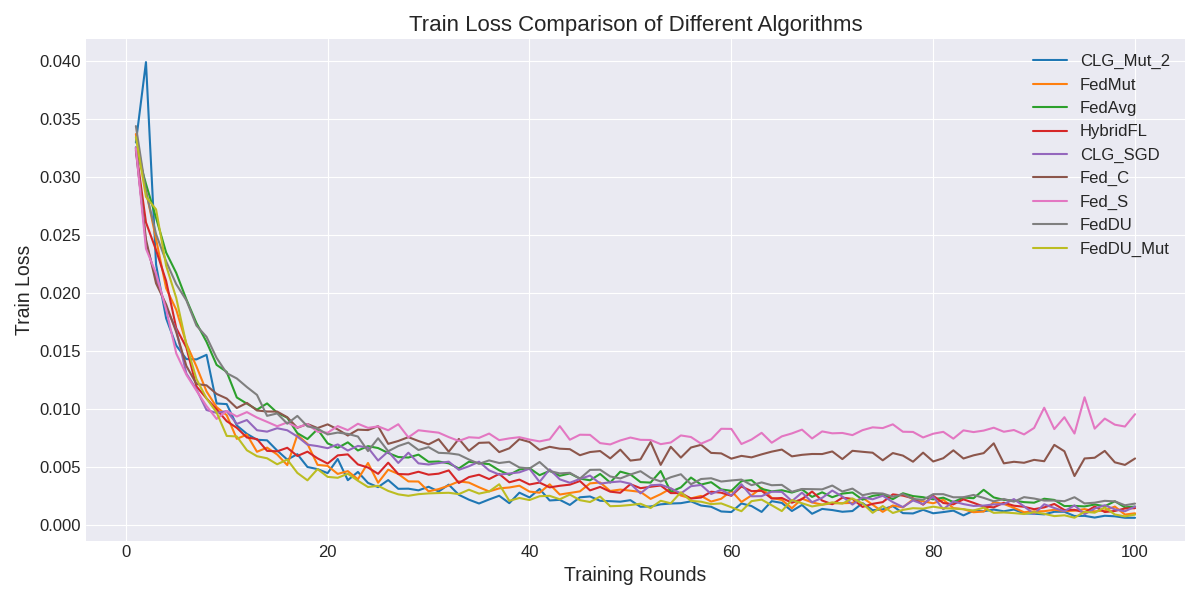 Train Loss Comparison of Different Algorithms
0.040
0.035
0.030
0.025
0.020
0.015
0.010
0.005
0.000
Train Loss
0
20
40
60
80
100
Training Rounds
CLG_Mut_2
FedMut
FedAvg
HybridFL
CLG_SGD
Fed_C
Fed_S
FedDU
FedDU_Mut